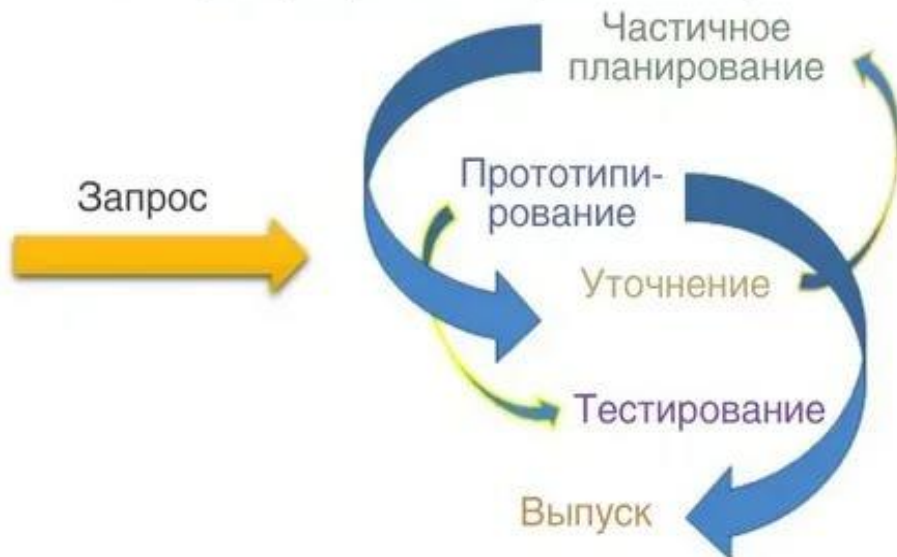 Частичное
планирование
Прототипи-
рование
Запрос
Уточнение
Тестирование
Выпуск